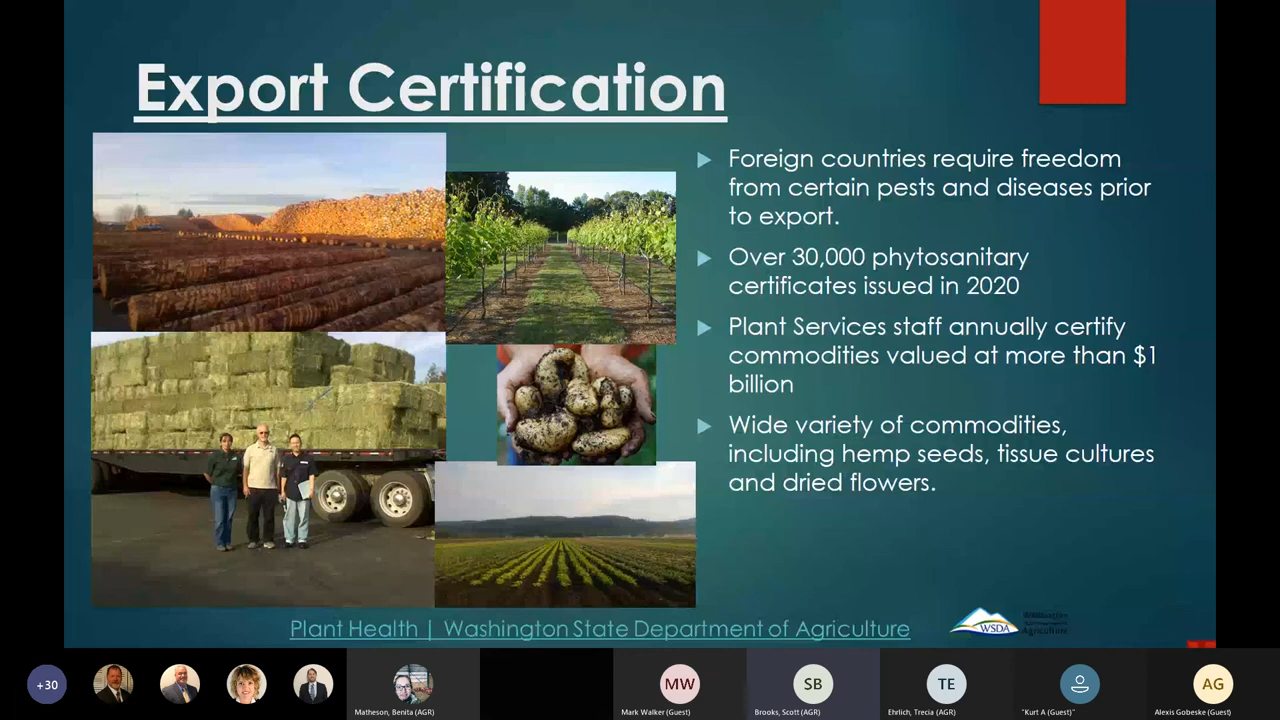 Export Certification
Foreign countries require freedom
from certain pests and diseases prior
to export.
Over 30,000 phytosanitary
certificates issued in 2020
Plant Services staff annually certify
commodities valued at more than $1
billion
Wide variety of commodities,
including hemp seeds, tissue cultures
and dried flowers.
Plant Health | Washington State Department of Agriculture
WSDA
Agriculture
+30
Matheson, Benita (AGR)
MW
Mark Walker (Guest)
SB
Brooks, Scott (AGR)
TE
Ehrlich, Trecia (AGR)
"Kurt A (Guest)"
AG
Alexis Gobeske (Guest)